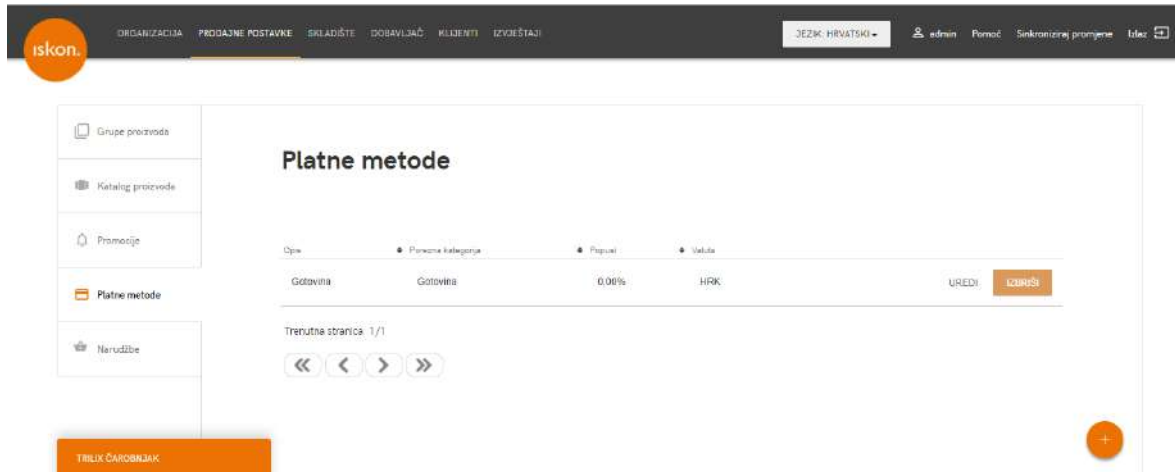 iskon.
ORGANIZACIJA PRODAJNE POSTAVKE SKLADIŠTE DOBAVLJAČ KLIJENTI IZVJEŠTAJI
JEZIK: HRVATSKI
admin Pomoć Sinkroniziraj promjene Izlaz
Grupe proizvoda
Katalog proizvoda
Promocije
Platne metode
Narudžbe
TRILIX ČAROBNJAK
Platne metode
Opis Porezna kategorija Popust Valuta
Gotovina Gotovina 0,00% HRK UREDI IZBRIŠI
Trenutna stranica 1/1